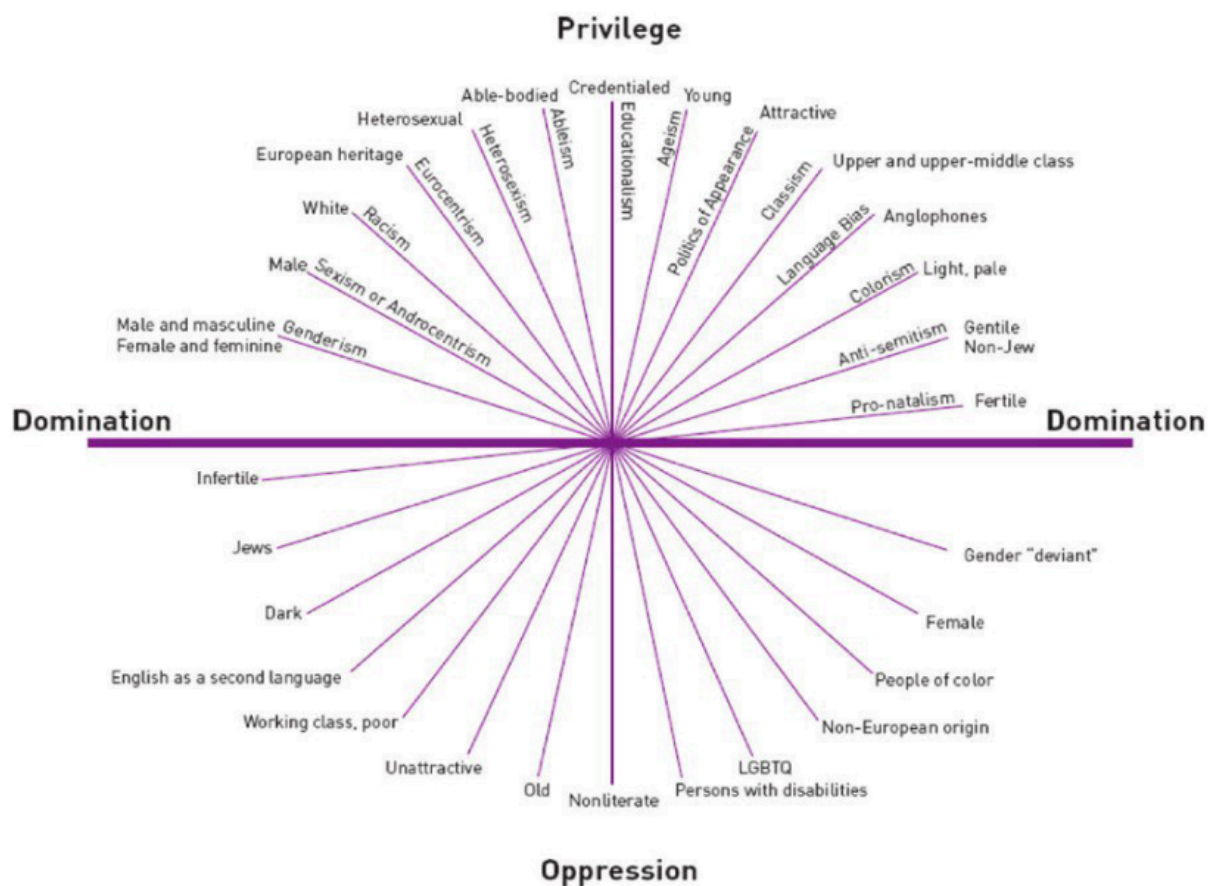 Privilege
Credentialed
Able-bodied
Young
Attractive
Heterosexual
European heritage
Upper and upper-middle class
White
Anglophones
Male
Light, pale
Male and masculine
Female and feminine
Gentile
Non-Jew
Fertile
Genderism
Sexism or Androcentrism
Racism
Eurocentrism
Heterosexism
Ableism
Educationalism
Ageism
Politics of Appearance
Classism
Language Bias
Colorism
Anti-semitism
Pro-natalism
Domination
Domination
Infertile
Jews
Dark
English as a second language
Working class, poor
Unattractive
Old
Nonliterate
Persons with disabilities
LGBTQ
Non-European origin
People of color
Female
Gender "deviant"
Oppression